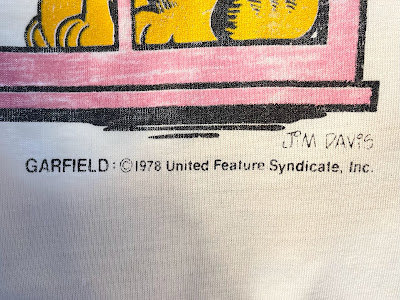 JIM DAVIS
GARFIELD: ©1978 United Feature Syndicate, Inc.